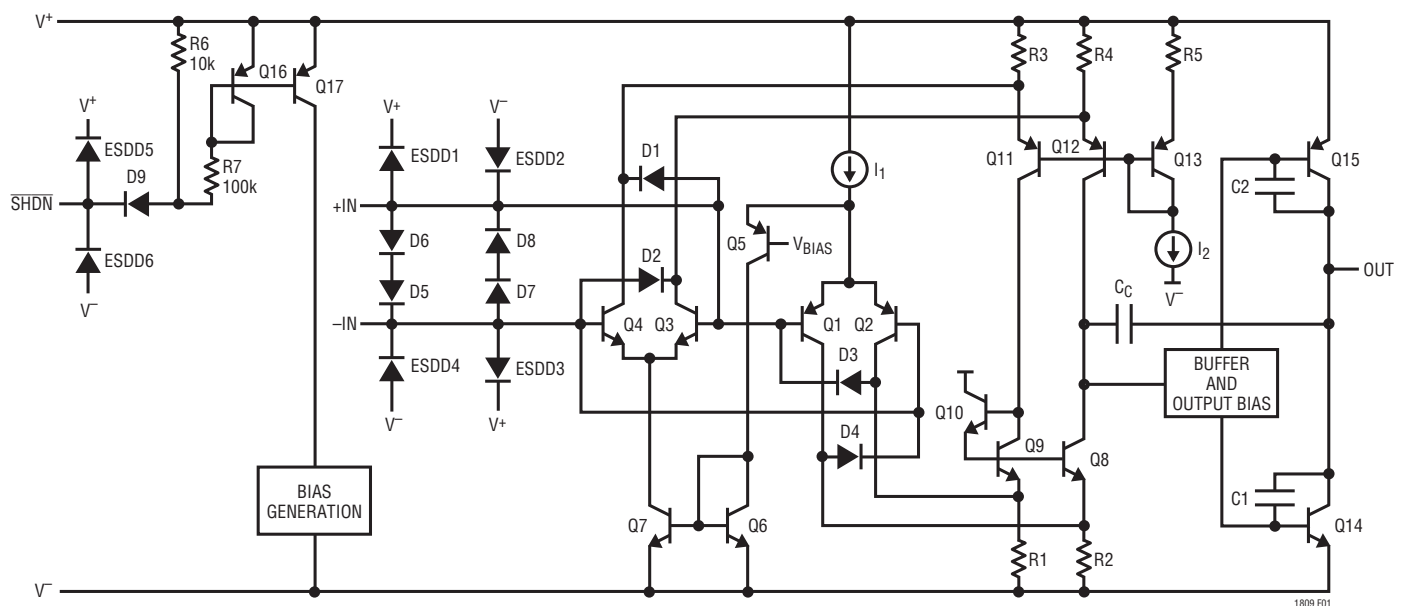 V+
R6
10k
Q16
Q17
R3
R4
R5
V+
V+
V–
ESDD5
ESDD1
ESDD2
D1
Q11
Q12
Q13
Q15
D9
R7
100k
I1
C2
SHDN
+IN
D6
D8
Q5
VBIAS
I2
ESDD6
D2
OUT
V–
D5
D7
V–
CC
–IN
Q4
Q3
Q1
Q2
D3
ESDD4
ESDD3
BUFFER
AND
OUTPUT BIAS
V–
V+
Q10
D4
Q9
Q8
BIAS
GENERATION
C1
Q7
Q6
Q14
R1
R2
V–
1809 F01